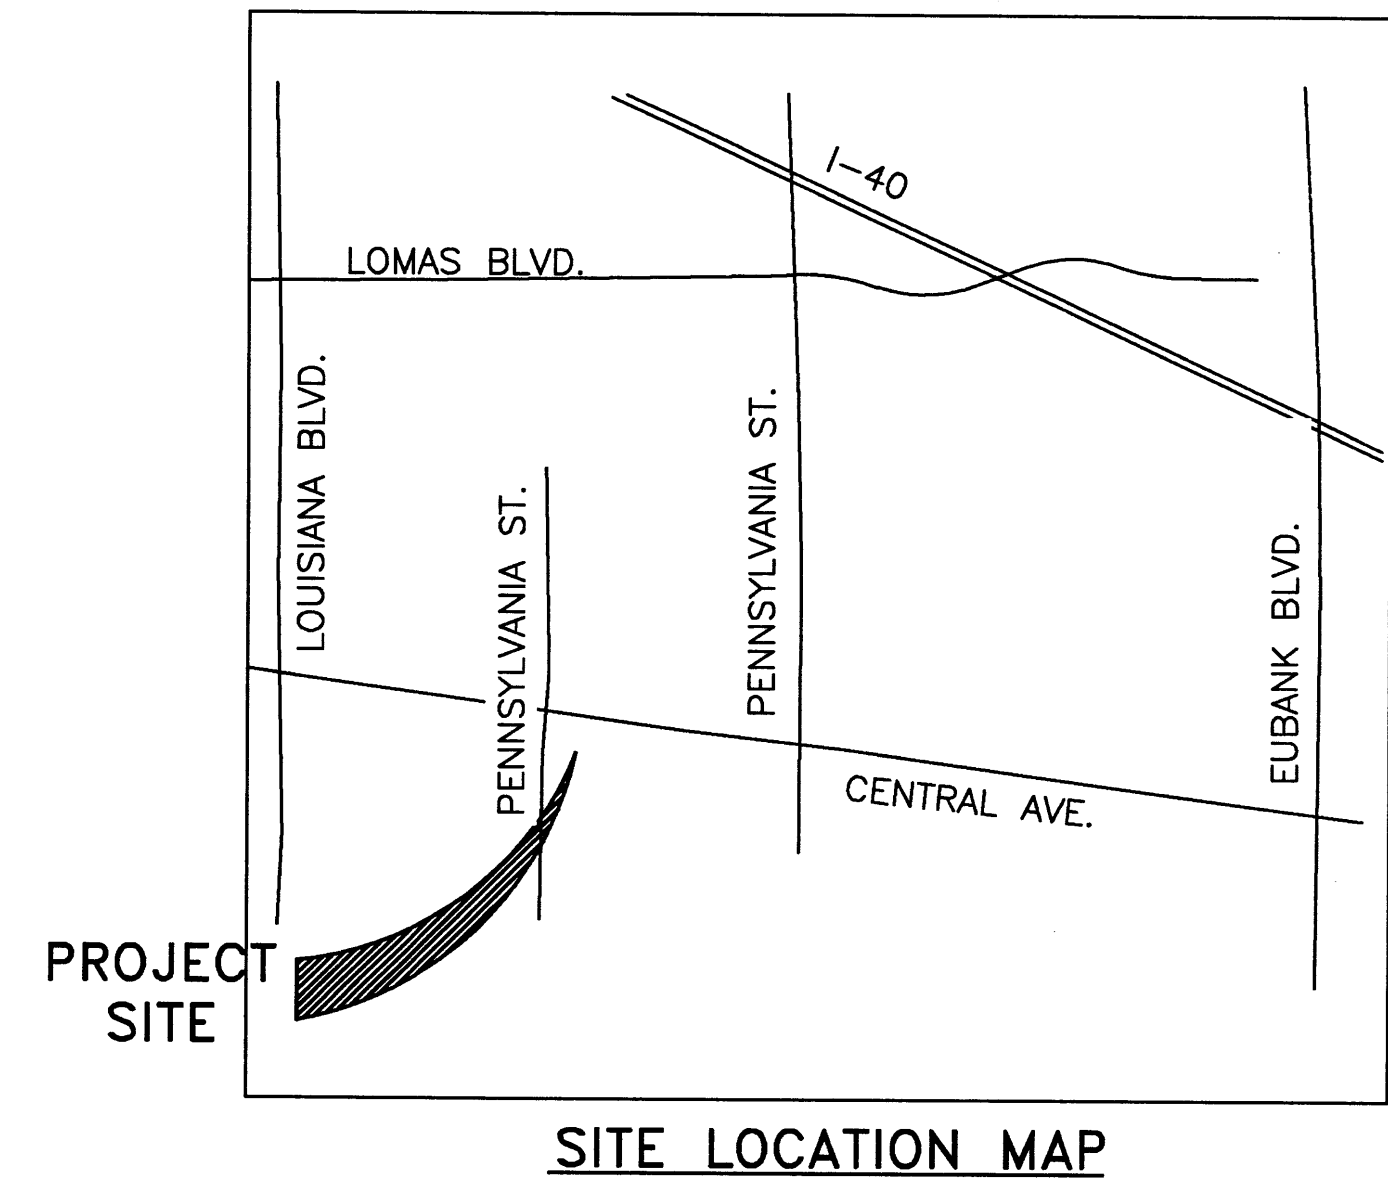 I-40
LOMAS BLVD.
LOUISIANA BLVD.
PENNSYLVANIA ST.
PENNSYLVANIA ST.
EUBANK BLVD.
CENTRAL AVE.
PROJECT
SITE
SITE LOCATION MAP